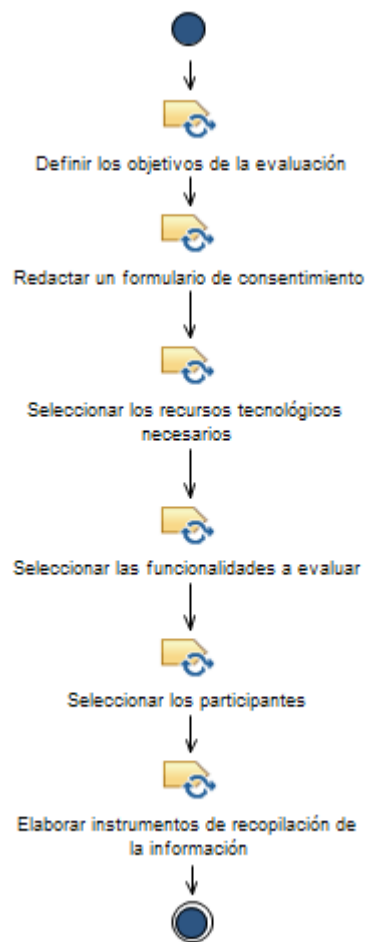 Definir los objetivos de la evaluación
Redactar un formulario de consentimiento
Seleccionar los recursos tecnológicos
necesarios
Seleccionar las funcionalidades a evaluar
Seleccionar los participantes
Elaborar instrumentos de recopilación de
la información